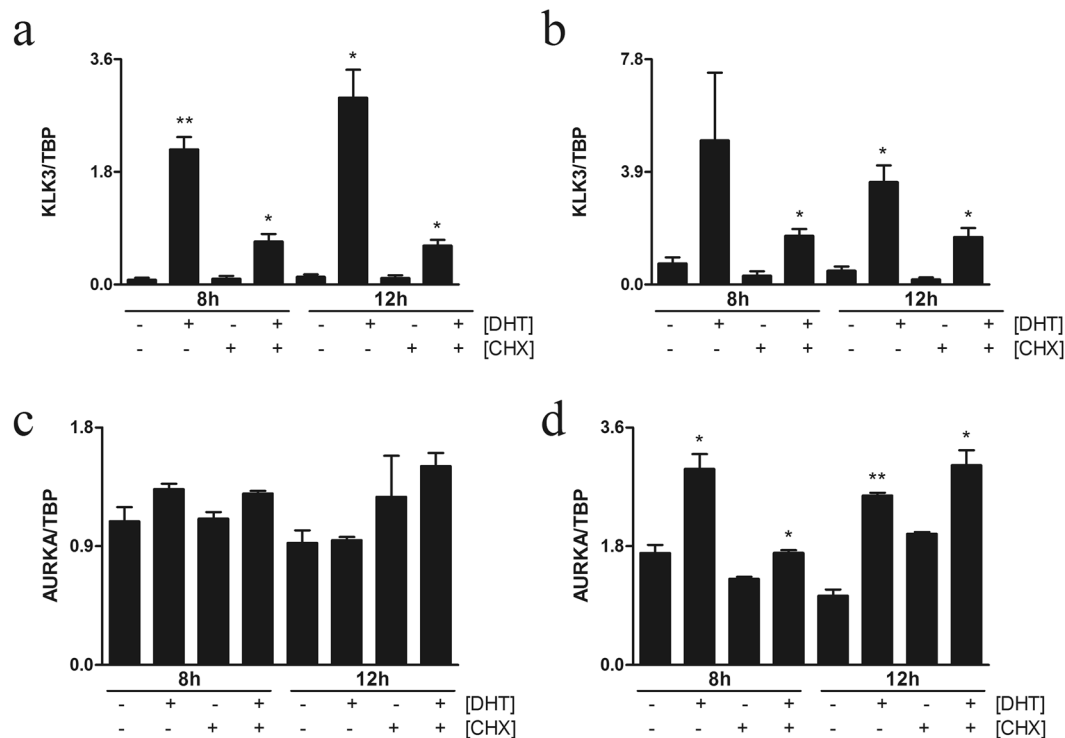 a
3.6
1.8
0.0
KLK3/TBP
** * * *
8h 12h
- + - + - + - + [DHT]
- - + + - - + + [CHX]
b
7.8
3.9
0.0
KLK3/TBP
* * *
8h 12h
- + - + - + - + [DHT]
- - + + - - + + [CHX]
c
1.8
0.9
0.0
AURKA/TBP
8h 12h
- + - + - + - + [DHT]
- - + + - - + + [CHX]
d
3.6
1.8
0.0
AURKA/TBP
* * ** *
8h 12h
- + - + - + - + [DHT]
- - + + - - + + [CHX]